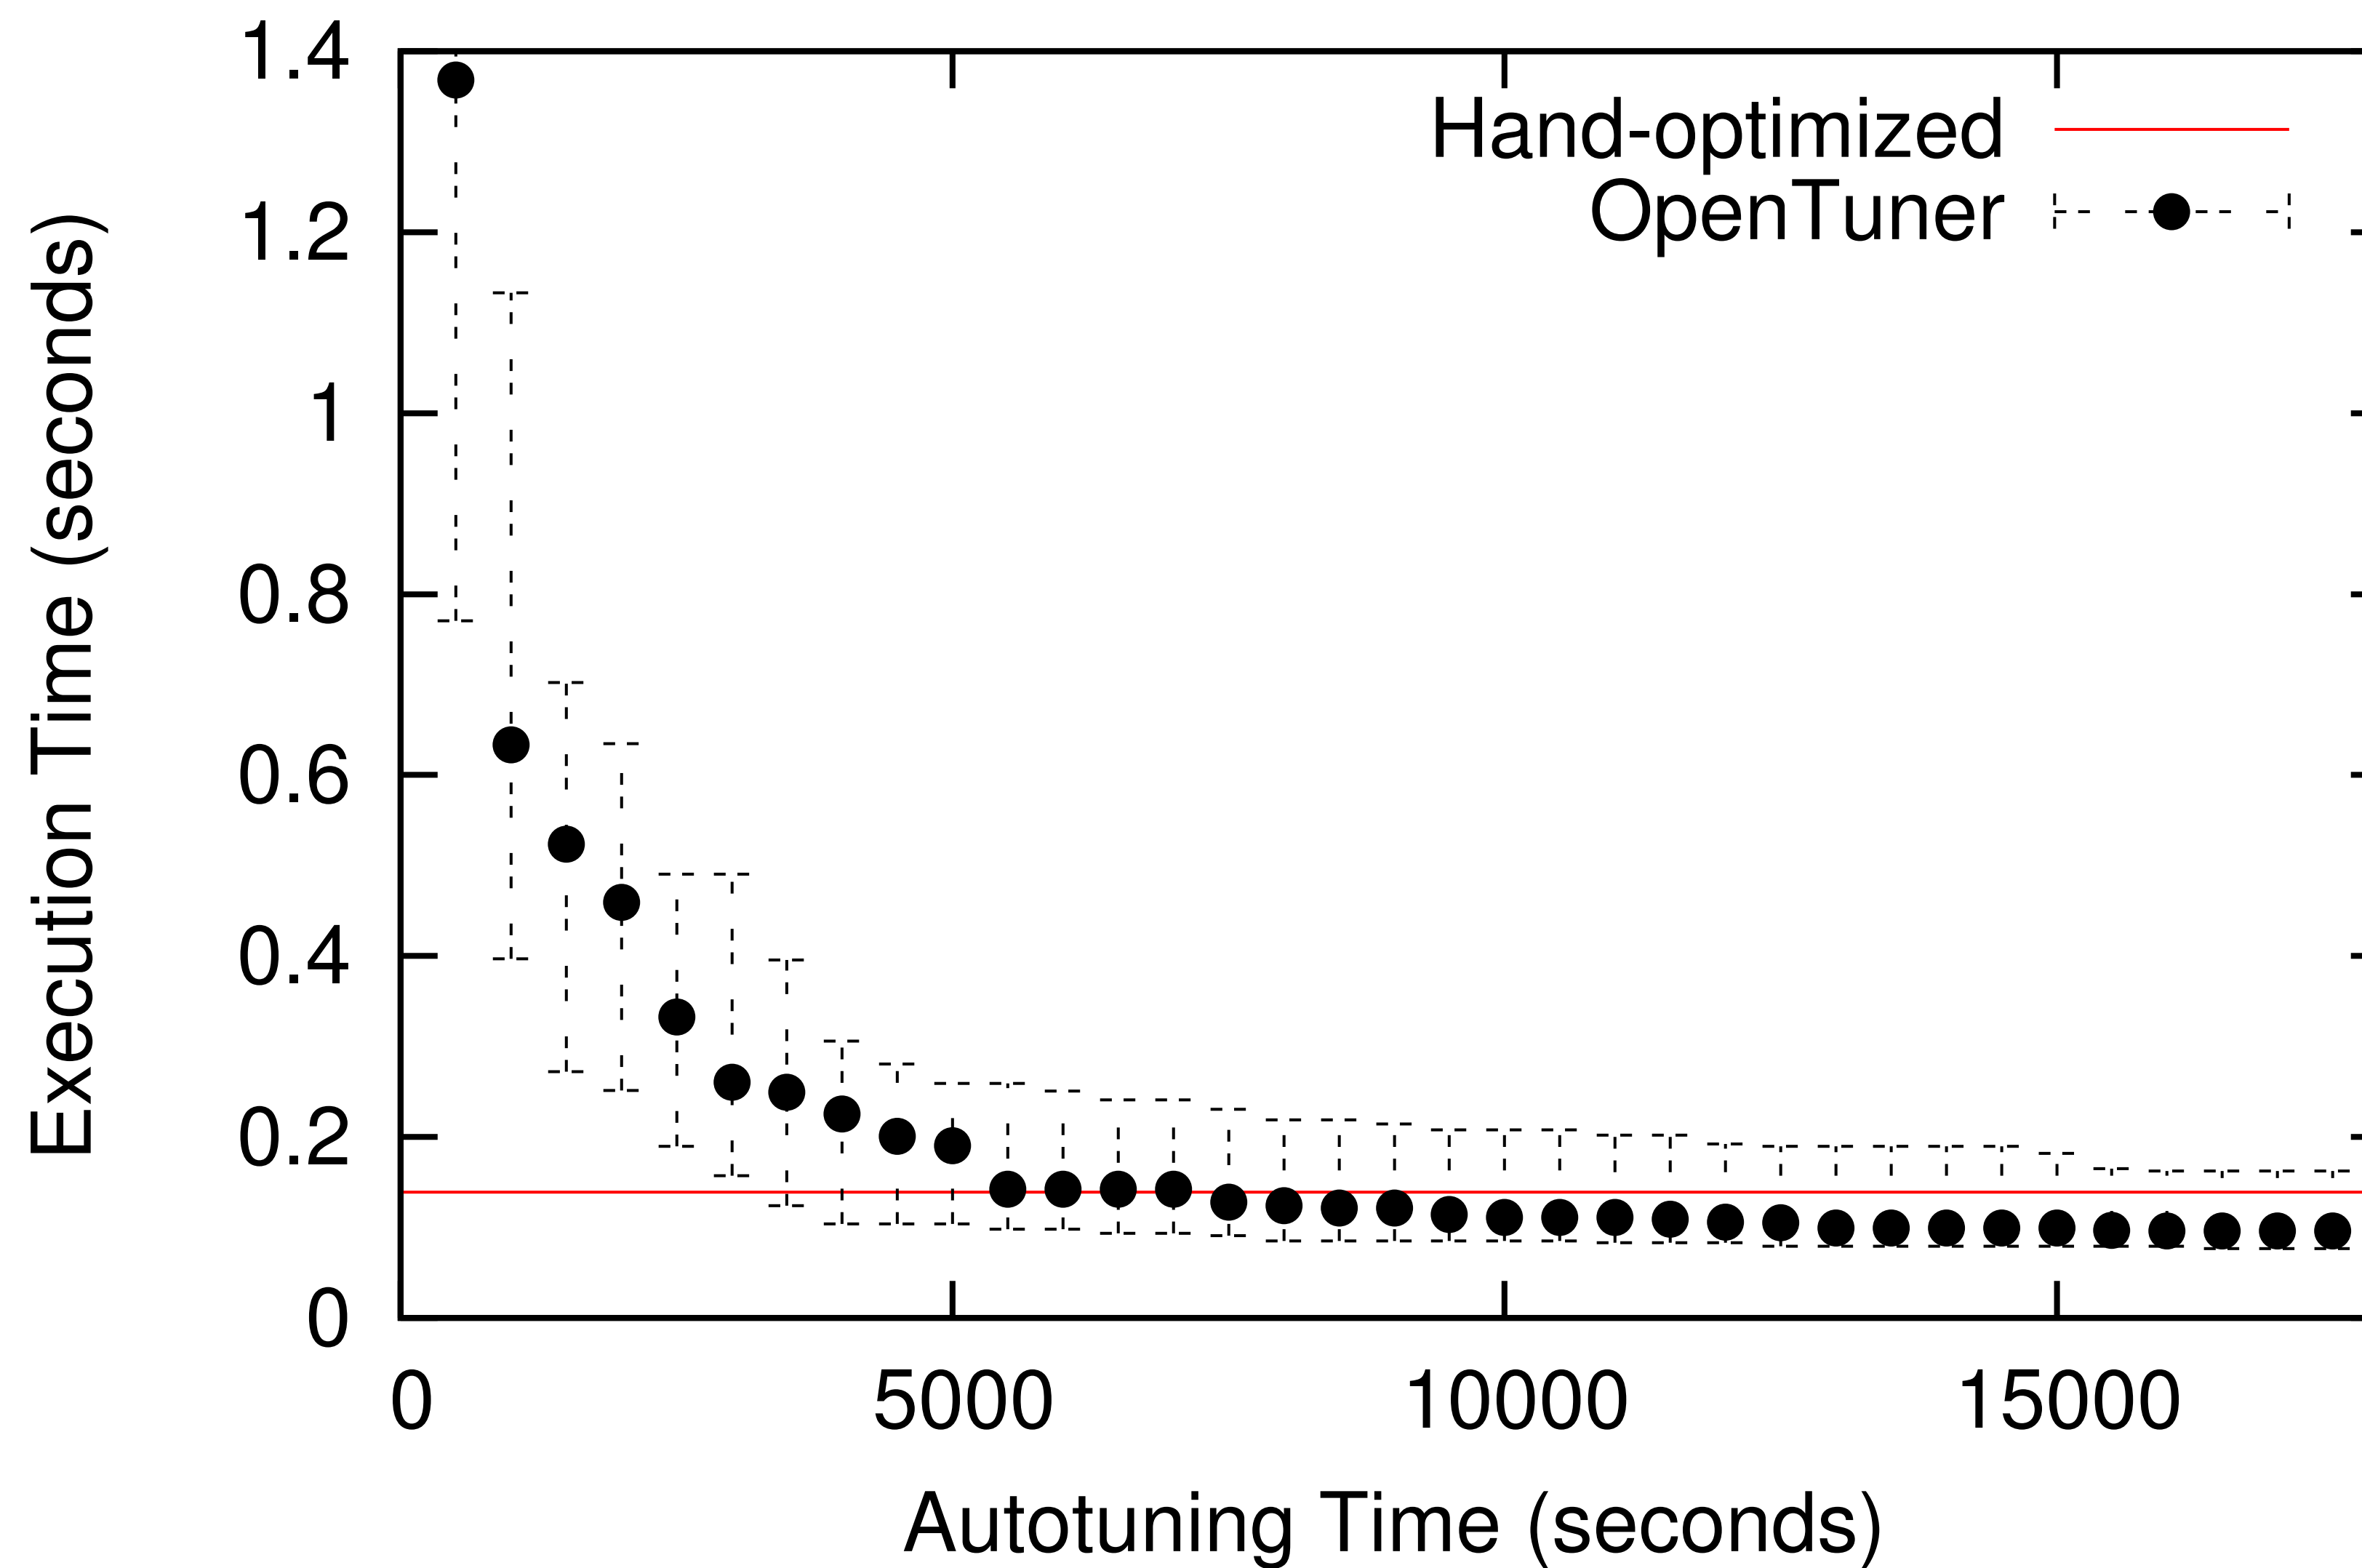 Execution Time (seconds)
1.4
1.2
1
0.8
0.6
0.4
0.2
0
Hand-optimized
OpenTuner
0 5000 10000 15000
Autotuning Time (seconds)